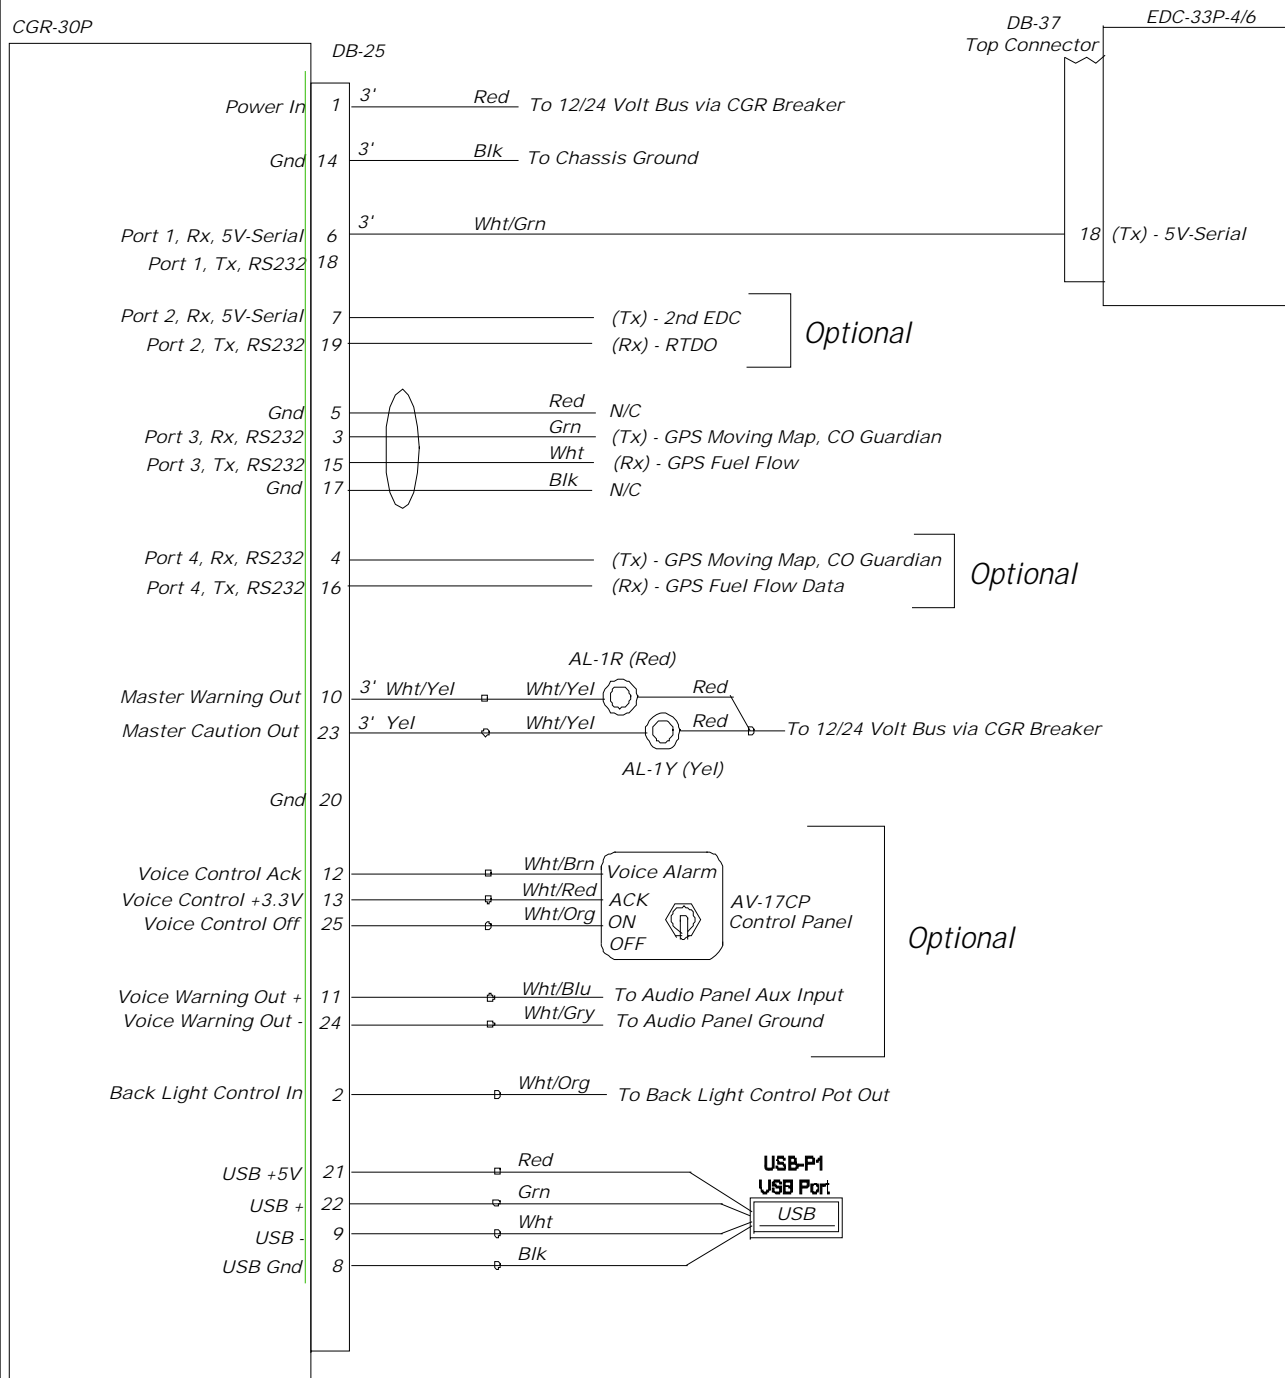 CGR-30P
DB-25
DB-37
Top Connector
EDC-33P-4/6
Power In 1 3' Red To 12/24 Volt Bus via CGR Breaker
Gnd 14 3' Blk To Chassis Ground
Port 1, Rx, 5V-Serial 6 3' Wht/Grn 18 (Tx) - 5V-Serial
Port 1, Tx, RS232 18
Port 2, Rx, 5V-Serial 7 (Tx) - 2nd EDC
Port 2, Tx, RS232 19 (Rx) - RTDO
Optional
Gnd 5 Red N/C
Port 3, Rx, RS232 3 Grn (Tx) - GPS Moving Map, CO Guardian
Port 3, Tx, RS232 15 Wht (Rx) - GPS Fuel Flow
Gnd 17 Blk N/C
Port 4, Rx, RS232 4 (Tx) - GPS Moving Map, CO Guardian
Port 4, Tx, RS232 16 (Rx) - GPS Fuel Flow Data
Optional
AL-1R (Red)
Master Warning Out 10 3' Wht/Yel Wht/Yel Red
Master Caution Out 23 3' Yel Wht/Yel Red To 12/24 Volt Bus via CGR Breaker
AL-1Y (Yel)
Gnd 20
Voice Control Ack 12 Wht/Brn Voice Alarm
Voice Control +3.3V 13 Wht/Red ACK AV-17CP
Voice Control Off 25 Wht/Org ON Control Panel
OFF
Optional
Voice Warning Out + 11 Wht/Blu To Audio Panel Aux Input
Voice Warning Out - 24 Wht/Gry To Audio Panel Ground
Back Light Control In 2 Wht/Org To Back Light Control Pot Out
USB-P1
USB Port
USB +5V 21 Red
USB + 22 Grn USB
USB - 9 Wht
USB Gnd 8 Blk